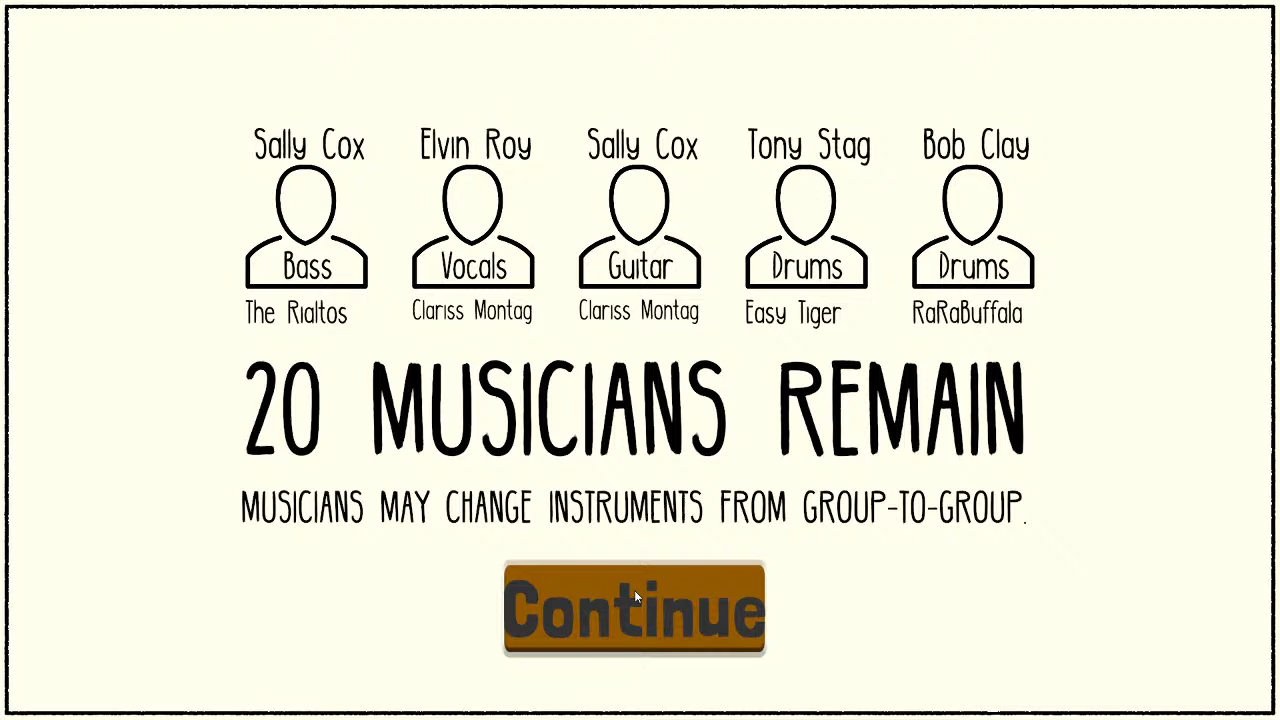 Sally Cox Elvin Roy Sally Cox Tony Stag Bob Clay
Bass Vocals Guitar Drums Drums
The Rialtos Clariss Montag Clariss Montag Easy Tiger RaRaBuffala
20 MUSICIANS REMAIN
MUSICIANS MAY CHANGE INSTRUMENTS FROM GROUP-TO-GROUP.
Continue